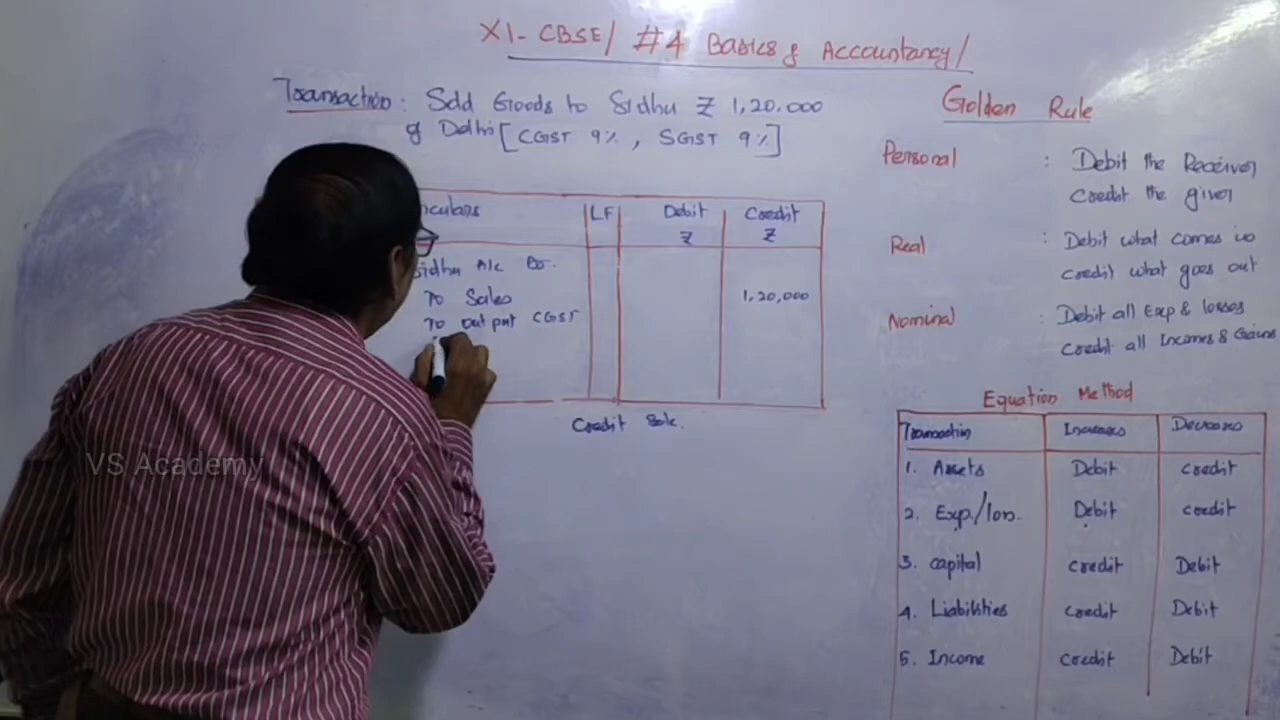 XI- CBSE/ #4 Basics of Accountancy/
Transaction : Sold Goods to Sidhu ₹ 1,20,000
of Delhi [CGST 9%, SGST 9%]
culars LF Debit ₹ Credit ₹
Sidhu A/c Dr.
To Sales 1,20,000
To output CGST
Credit Sale.
Golden Rule
Personal : Debit the Receiver
Credit the giver
Real : Debit what comes in
Credit what goes out
Nominal : Debit all Exp & losses
Credit all Incomes & Gains
Equation Method
Transaction Increases Decreases
1. Assets Debit Credit
2. Exp./loss. Debit Credit
3. Capital Credit Debit
4. Liabilities Credit Debit
5. Income Credit Debit
VS Academy